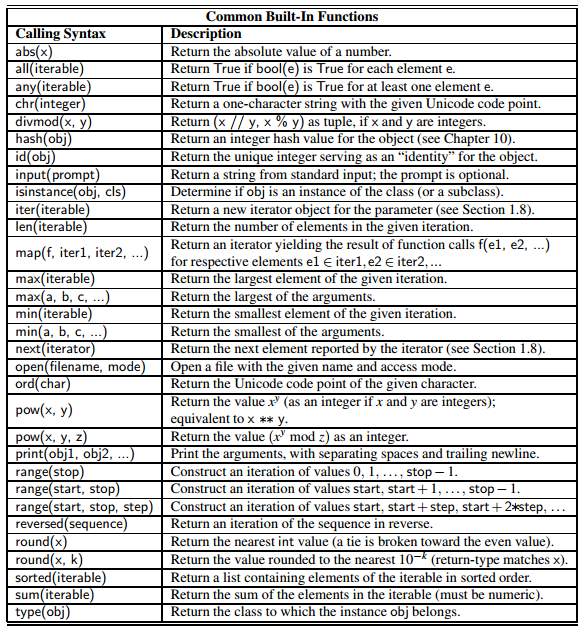 Common Built-In Functions
Calling Syntax Description
abs(x) Return the absolute value of a number.
all(iterable) Return True if bool(e) is True for each element e.
any(iterable) Return True if bool(e) is True for at least one element e.
chr(integer) Return a one-character string with the given Unicode code point.
divmod(x, y) Return (x // y, x % y) as tuple, if x and y are integers.
hash(obj) Return an integer hash value for the object (see Chapter 10).
id(obj) Return the unique integer serving as an “identity” for the object.
input(prompt) Return a string from standard input; the prompt is optional.
isinstance(obj, cls) Determine if obj is an instance of the class (or a subclass).
iter(iterable) Return a new iterator object for the parameter (see Section 1.8).
len(iterable) Return the number of elements in the given iteration.
map(f, iter1, iter2, ...) Return an iterator yielding the result of function calls f(e1, e2, ...)
for respective elements e1 ∈ iter1, e2 ∈ iter2, ...
max(iterable) Return the largest element of the given iteration.
max(a, b, c, ...) Return the largest of the arguments.
min(iterable) Return the smallest element of the given iteration.
min(a, b, c, ...) Return the smallest of the arguments.
next(iterator) Return the next element reported by the iterator (see Section 1.8).
open(filename, mode) Open a file with the given name and access mode.
ord(char) Return the Unicode code point of the given character.
pow(x, y) Return the value x^y (as an integer if x and y are integers);
equivalent to x ** y.
pow(x, y, z) Return the value (x^y mod z) as an integer.
print(obj1, obj2, ...) Print the arguments, with separating spaces and trailing newline.
range(stop) Construct an iteration of values 0, 1, ..., stop − 1.
range(start, stop) Construct an iteration of values start, start + 1, ..., stop − 1.
range(start, stop, step) Construct an iteration of values start, start + step, start + 2*step, ...
reversed(sequence) Return an iteration of the sequence in reverse.
round(x) Return the nearest int value (a tie is broken toward the even value).
round(x, k) Return the value rounded to the nearest 10^−k (return-type matches x).
sorted(iterable) Return a list containing elements of the iterable in sorted order.
sum(iterable) Return the sum of the elements in the iterable (must be numeric).
type(obj) Return the class to which the instance obj belongs.